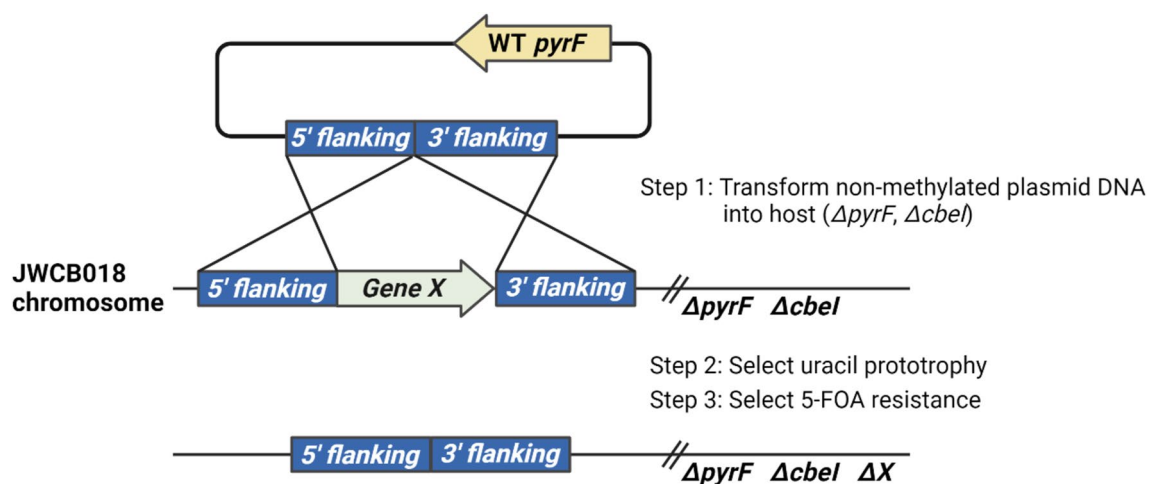 WT pyrF
5' flanking 3' flanking
Step 1: Transform non-methylated plasmid DNA
into host (ΔpyrF, ΔcbeI)
JWCB018
chromosome
5' flanking Gene X 3' flanking
ΔpyrF ΔcbeI
Step 2: Select uracil prototrophy
Step 3: Select 5-FOA resistance
5' flanking 3' flanking
ΔpyrF ΔcbeI ΔX